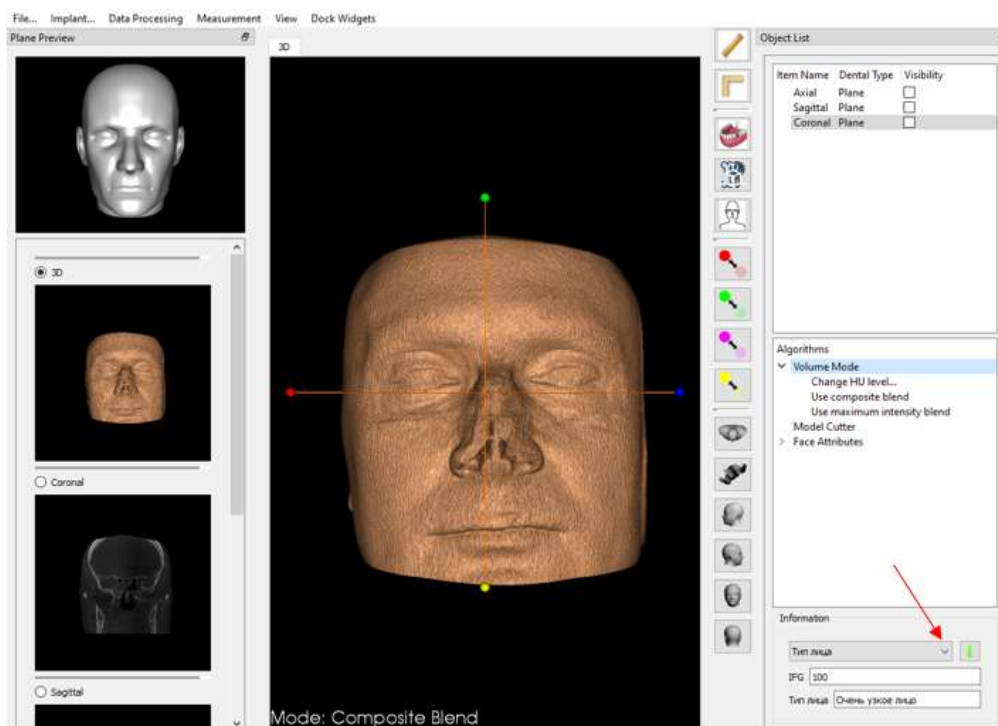 File... Implant... Data Processing Measurement View Dock Widgets
Plane Preview
3D
Coronal
Sagittal
3D
Mode: Composite Blend
Object List
Item Name Dental Type Visibility
Axial Plane
Sagittal Plane
Coronal Plane
Algorithms
Volume Mode
Change HU level...
Use composite blend
Use maximum intensity blend
Model Cutter
Face Attributes
Information
Тип лица
IFG 100
Тип лица Очень узкое лицо